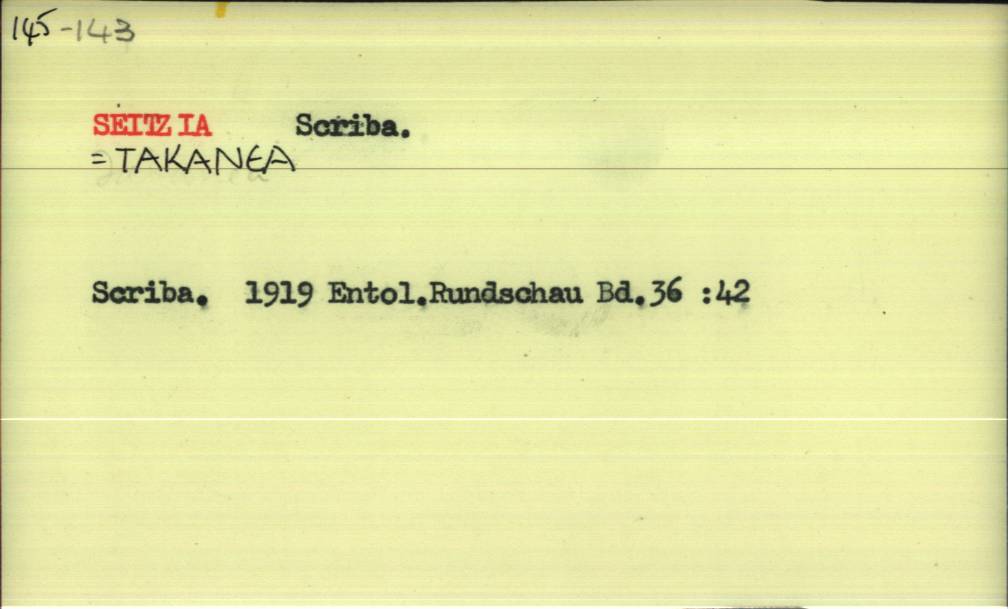 145-143
SEITZIA Scriba.
=TAKANEA
Scriba. 1919 Entol.Rundschau Bd.36 :42